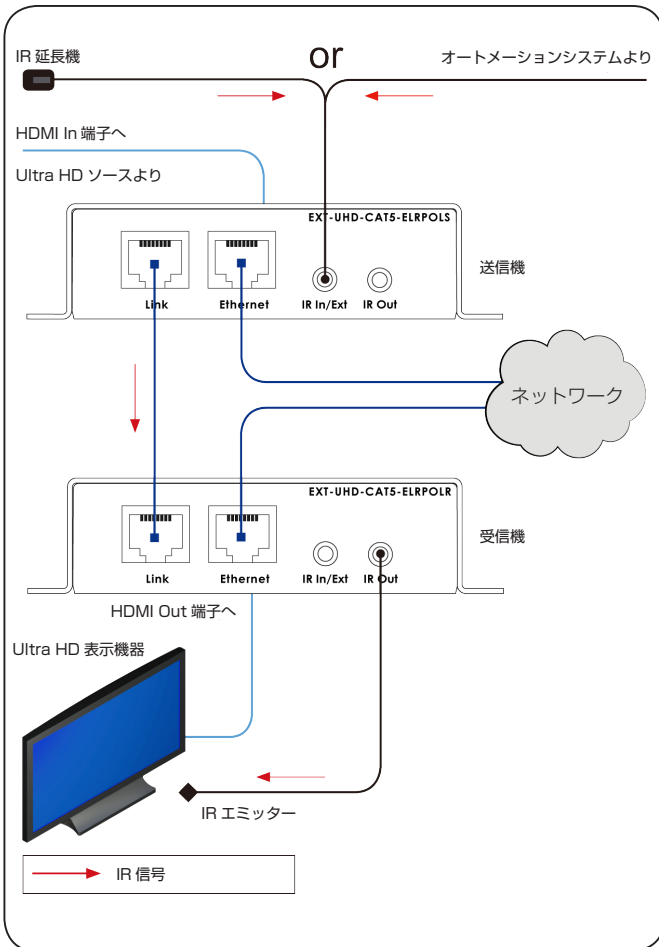 or
IR 延長機
オートメーションシステムより
HDMI In 端子へ
Ultra HD ソースより
EXT-UHD-CAT5-ELRPOLS
送信機
Link
Ethernet
IR In/Ext
IR Out
ネットワーク
EXT-UHD-CAT5-ELRPOLR
受信機
Link
Ethernet
IR In/Ext
IR Out
HDMI Out 端子へ
Ultra HD 表示機器
IR エミッター
IR 信号